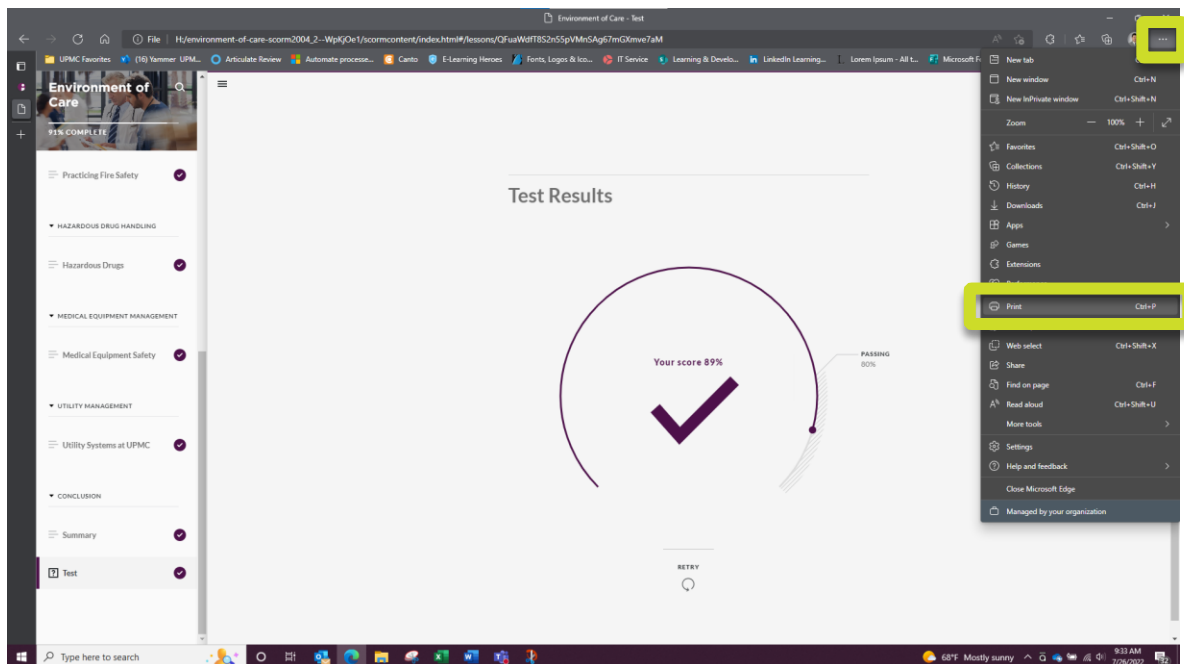 Environment of Care - Test
File H:/environment-of-care-scorm2004_2--WpKjOe1/scormcontent/index.html#/lessons/QFuaWdfT8S2n55pVMnSAg67mGXmve7aM
UPMC Favorites (16) Yammer UPM... Articulate Review Automate processe... Canto E-Learning Heroes Fonts, Logos & Ico... IT Service Learning & Develo... LinkedIn Learning... Lorem Ipsum - All t... Microsoft
Environment of
Care
91% COMPLETE
Practicing Fire Safety
HAZARDOUS DRUG HANDLING
Hazardous Drugs
MEDICAL EQUIPMENT MANAGEMENT
Medical Equipment Safety
UTILITY MANAGEMENT
Utility Systems at UPMC
CONCLUSION
Summary
Test
Test Results
Your score 89%
PASSING
80%
RETRY
New tab
New window Ctrl+N
New InPrivate window Ctrl+Shift+N
Zoom 100%
Favorites Ctrl+Shift+O
Collections Ctrl+Shift+Y
History Ctrl+H
Downloads Ctrl+J
Apps
Games
Extensions
Print Ctrl+P
Web select Ctrl+Shift+X
Share
Find on page Ctrl+F
Read aloud Ctrl+Shift+U
More tools
Settings
Help and feedback
Close Microsoft Edge
Managed by your organization
Type here to search
68°F Mostly sunny
9:33 AM
7/26/2022